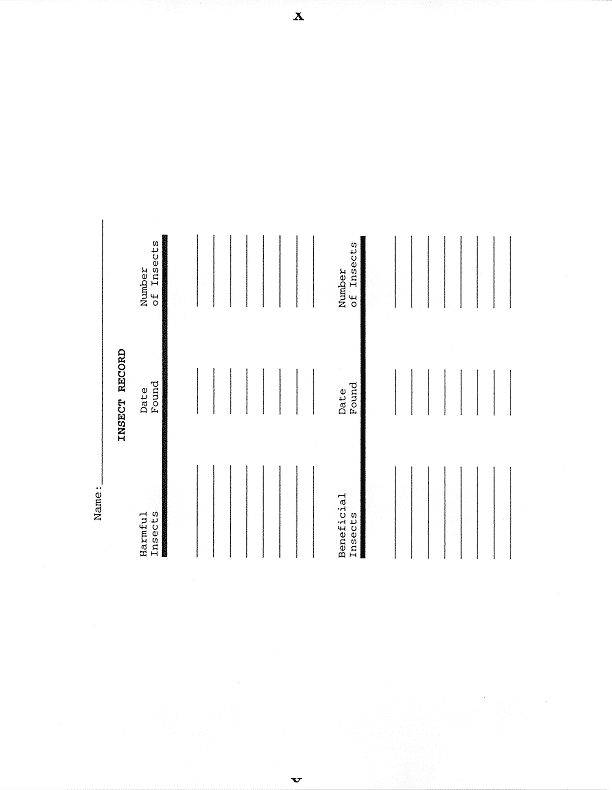 Name:
INSECT RECORD
Harmful Insects Date Found Number of Insects
Beneficial Insects Date Found Number of Insects